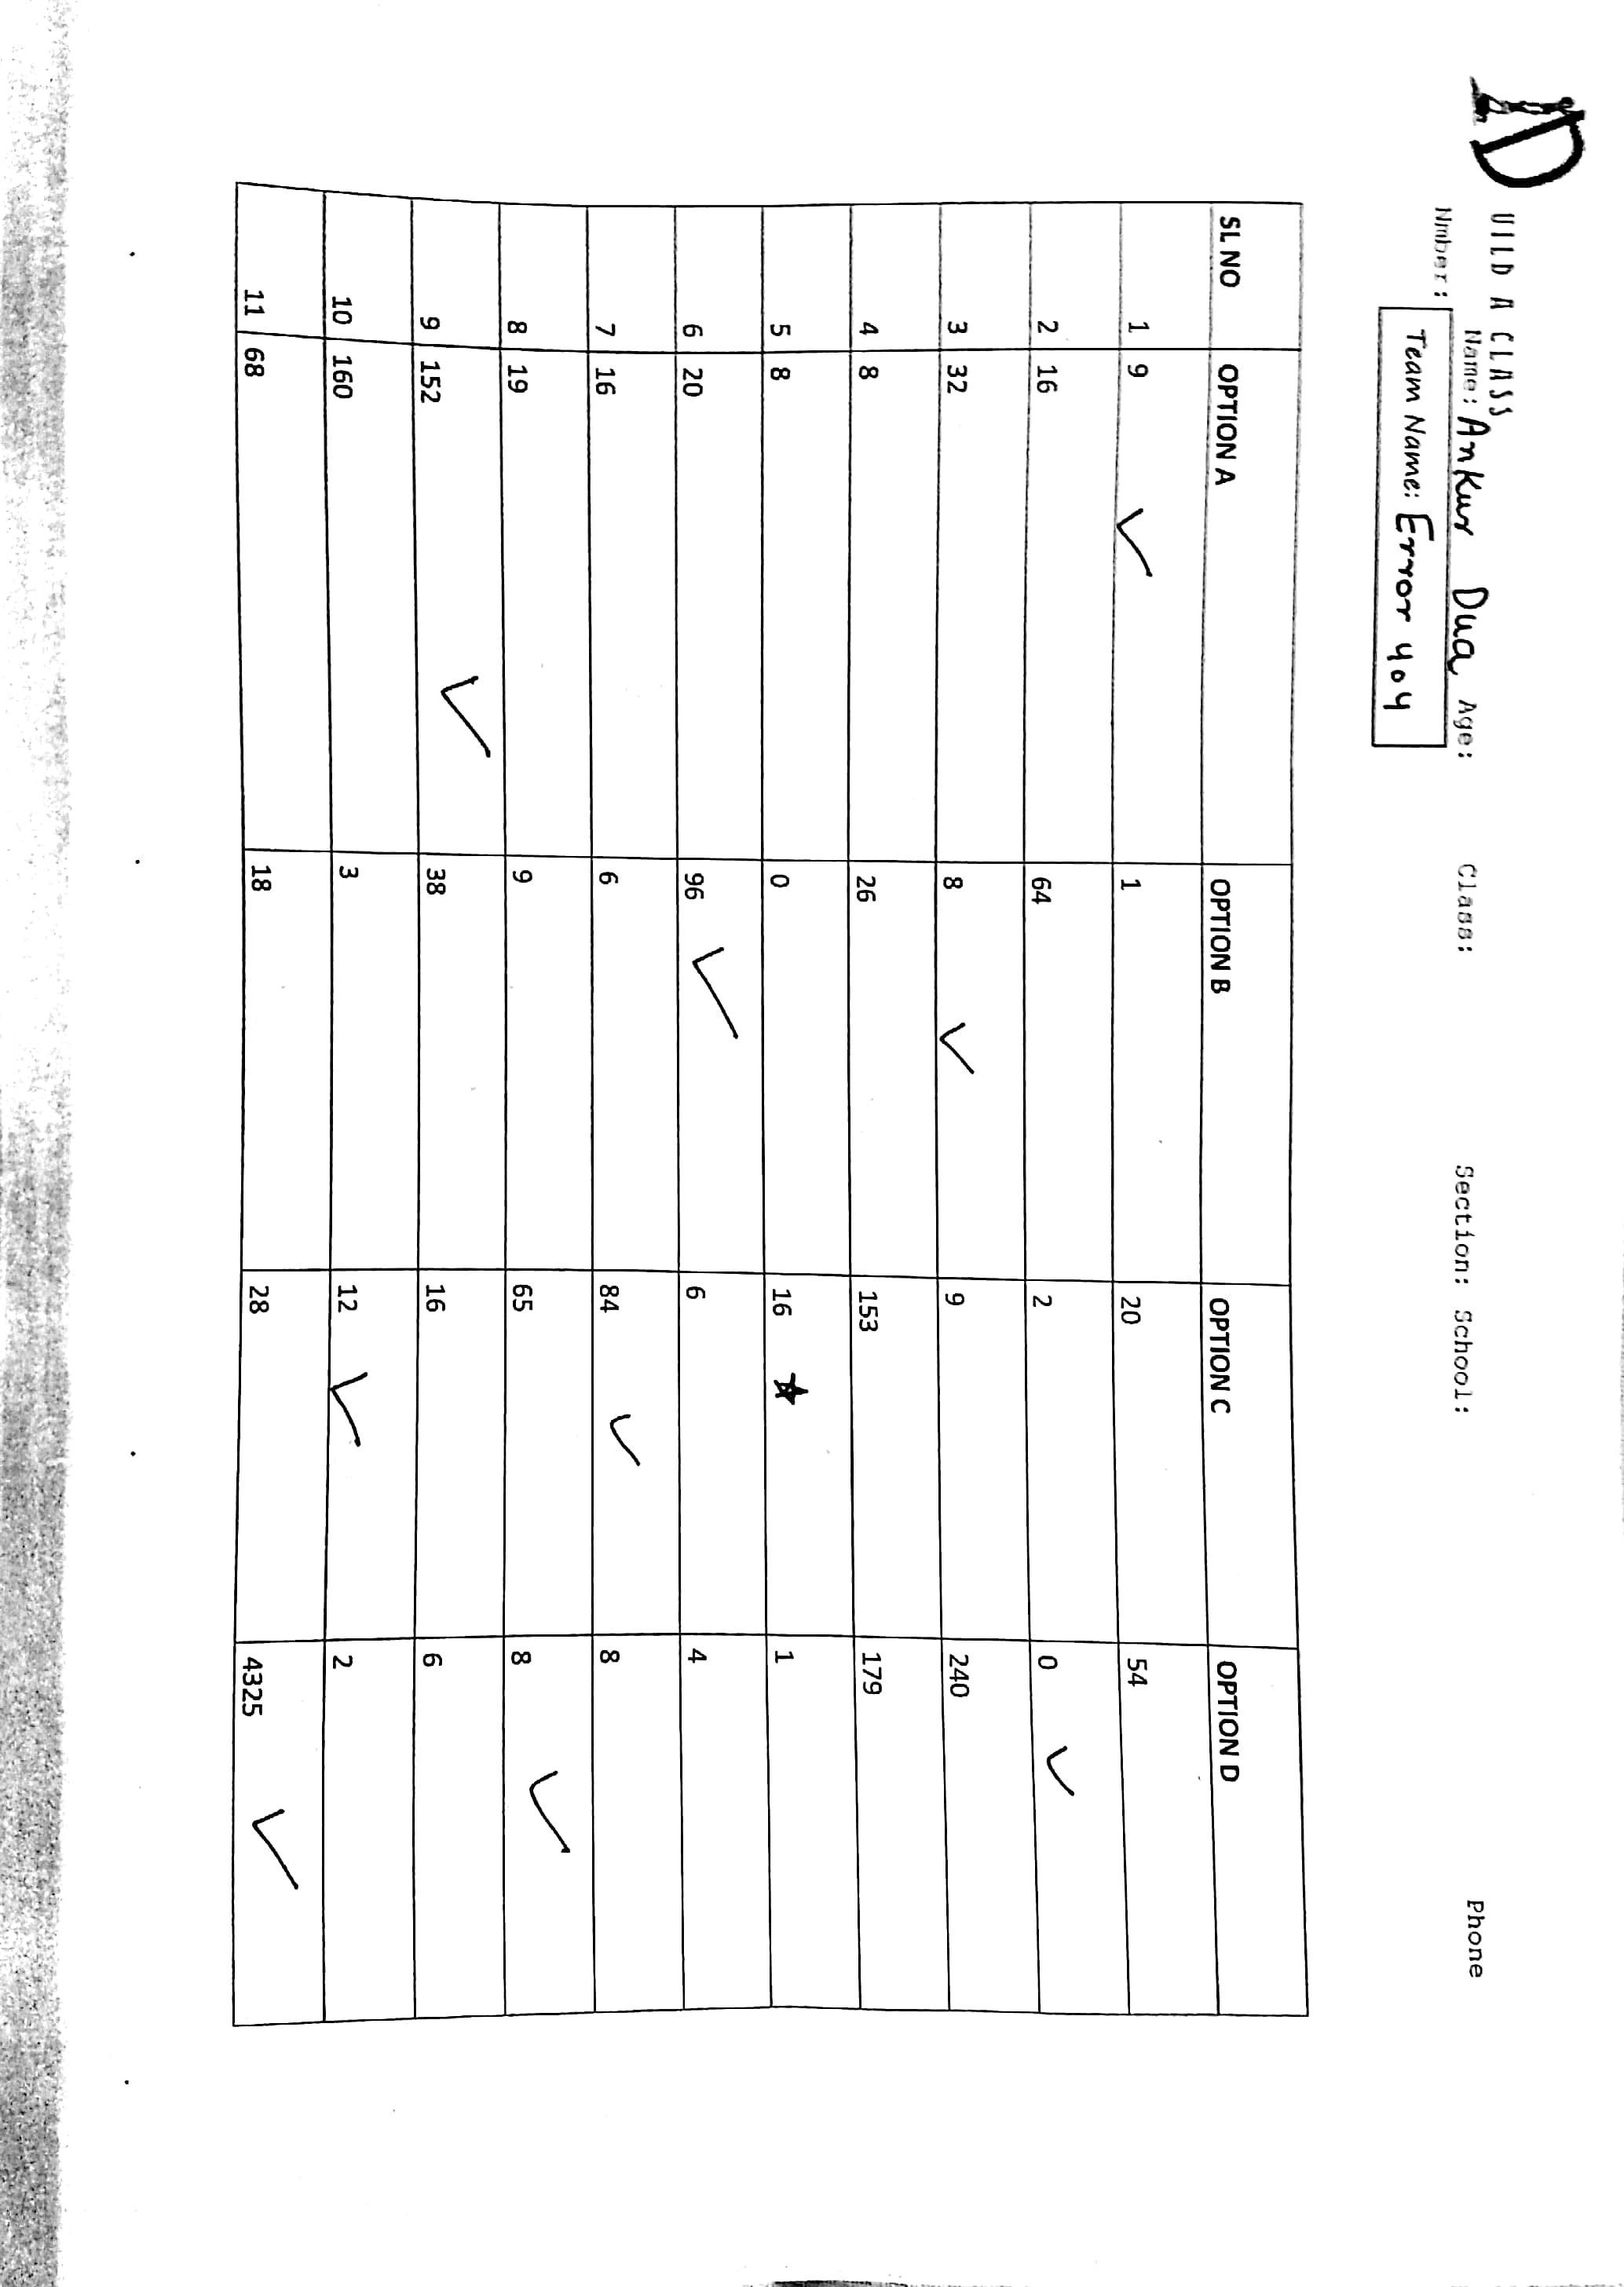 UILD A CLASS
Name: Ankur Dua Age: Class: Section: School: Phone
Nmber:
Team Name: Error 404
SL NO OPTION A OPTION B OPTION C OPTION D
1 9 ✓ 1 20 54
2 16 64 2 0 ✓
3 32 8 ✓ 9 240
4 8 26 153 179
5 8 0 16 ★ 1
6 20 96 ✓ 6 4
7 16 6 84 ✓ 8
8 19 9 65 8 ✓
9 152 ✓ 38 16 6
10 160 3 12 ✓ 2
11 68 18 28 4325 ✓